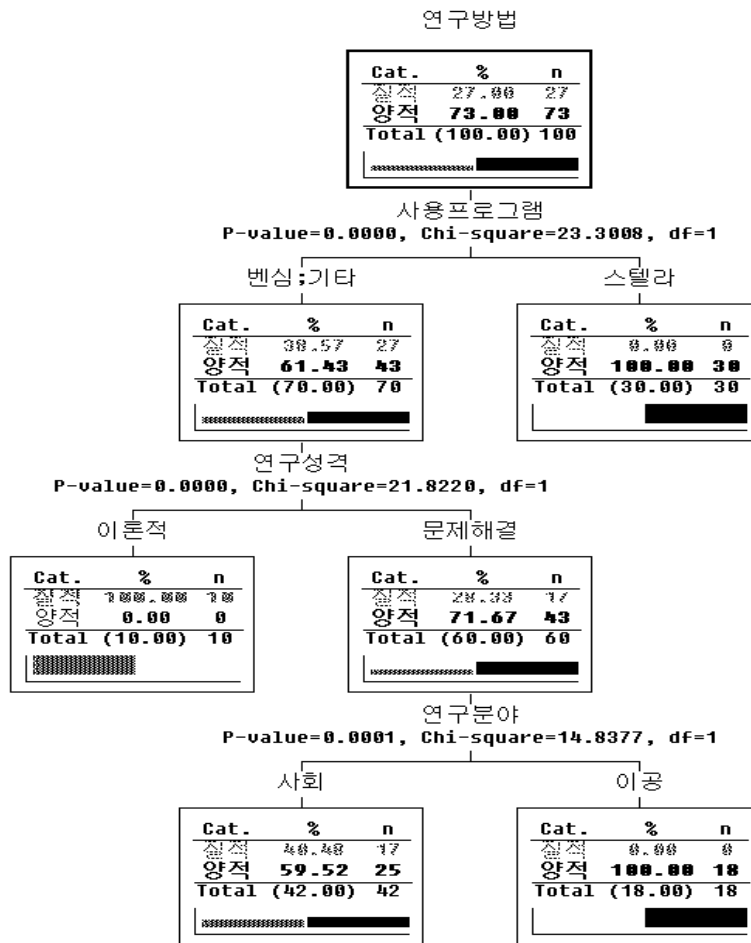 연구방법
Cat. % n
질적 27.00 27
양적 73.00 73
Total (100.00) 100
사용프로그램
P-value=0.0000, Chi-square=23.3008, df=1
벤심;기타 스텔라
Cat. % n Cat. % n
질적 38.57 27 질적 0.00 0
양적 61.43 43 양적 100.00 30
Total (70.00) 70 Total (30.00) 30
연구성격
P-value=0.0000, Chi-square=21.8220, df=1
이론적 문제해결
Cat. % n Cat. % n
질적 100.00 10 질적 28.33 17
양적 0.00 0 양적 71.67 43
Total (10.00) 10 Total (60.00) 60
연구분야
P-value=0.0001, Chi-square=14.8377, df=1
사회 이공
Cat. % n Cat. % n
질적 40.48 17 질적 0.00 0
양적 59.52 25 양적 100.00 18
Total (42.00) 42 Total (18.00) 18